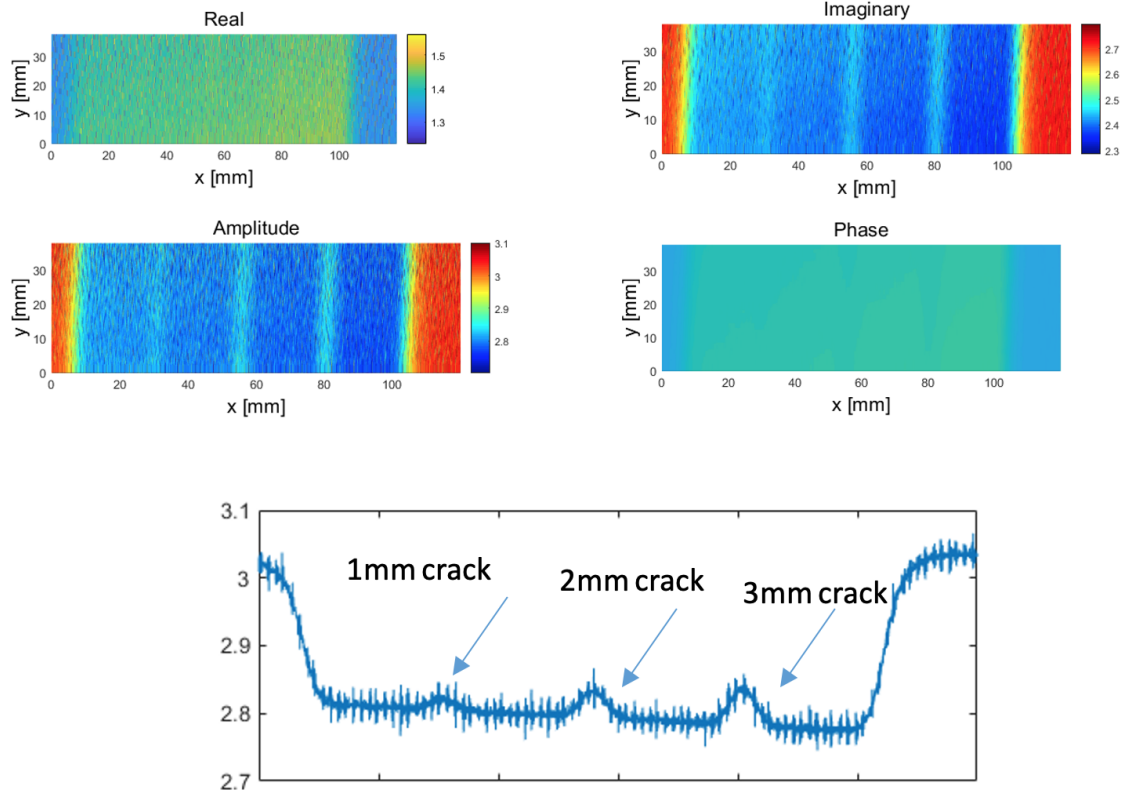 Real
30
20
10
0
y [mm]
0 20 40 60 80 100
x [mm]
1.5
1.4
1.3
Imaginary
30
20
10
0
y [mm]
0 20 40 60 80 100
x [mm]
2.7
2.6
2.5
2.4
2.3
Amplitude
30
20
10
0
y [mm]
0 20 40 60 80 100
x [mm]
3.1
3
2.9
2.8
Phase
30
20
10
0
y [mm]
20 40 60 80 100
x [mm]
3.1
3
2.9
2.8
2.7
1mm crack
2mm crack
3mm crack